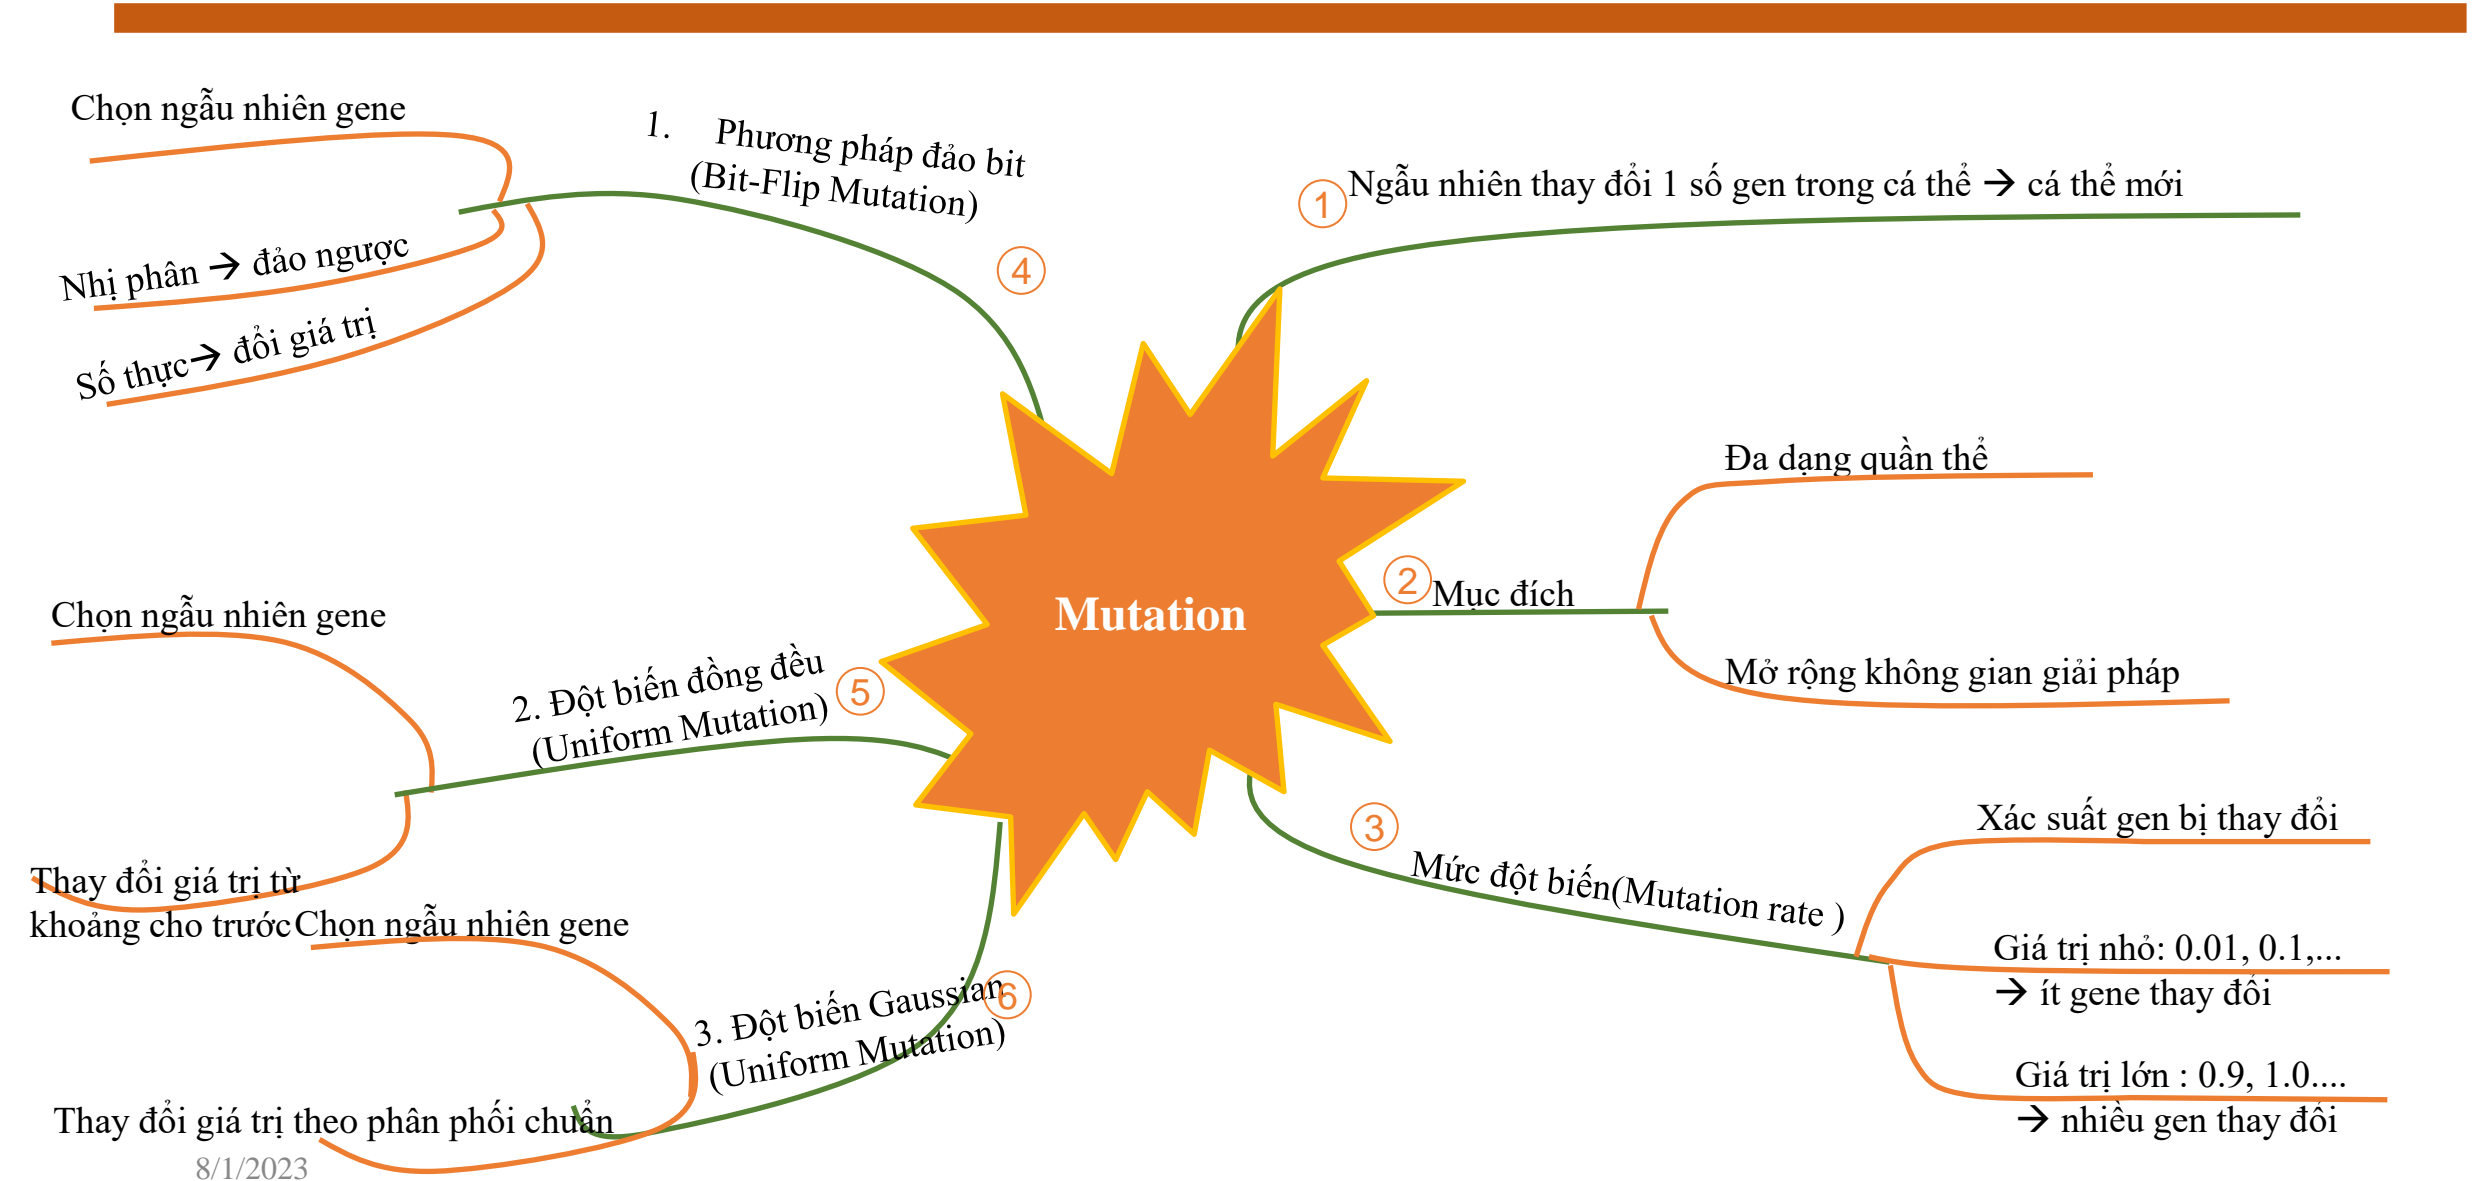 Chọn ngẫu nhiên gene
1. Phương pháp đảo bit
(Bit-Flip Mutation)
Nhị phân → đảo ngược
Số thực→ đổi giá trị
④
① Ngẫu nhiên thay đổi 1 số gen trong cá thể → cá thể mới
Đa dạng quần thể
② Mục đích
Mở rộng không gian giải pháp
Mutation
Chọn ngẫu nhiên gene
2. Đột biến đồng đều
(Uniform Mutation)
⑤
Thay đổi giá trị từ
khoảng cho trước
③
Mức đột biến(Mutation rate )
Xác suất gen bị thay đổi
Giá trị nhỏ: 0.01, 0.1,...
→ ít gene thay đổi
Giá trị lớn : 0.9, 1.0....
→ nhiều gen thay đổi
Chọn ngẫu nhiên gene
3. Đột biến Gaussian
(Uniform Mutation)
⑥
Thay đổi giá trị theo phân phối chuẩn
8/1/2023